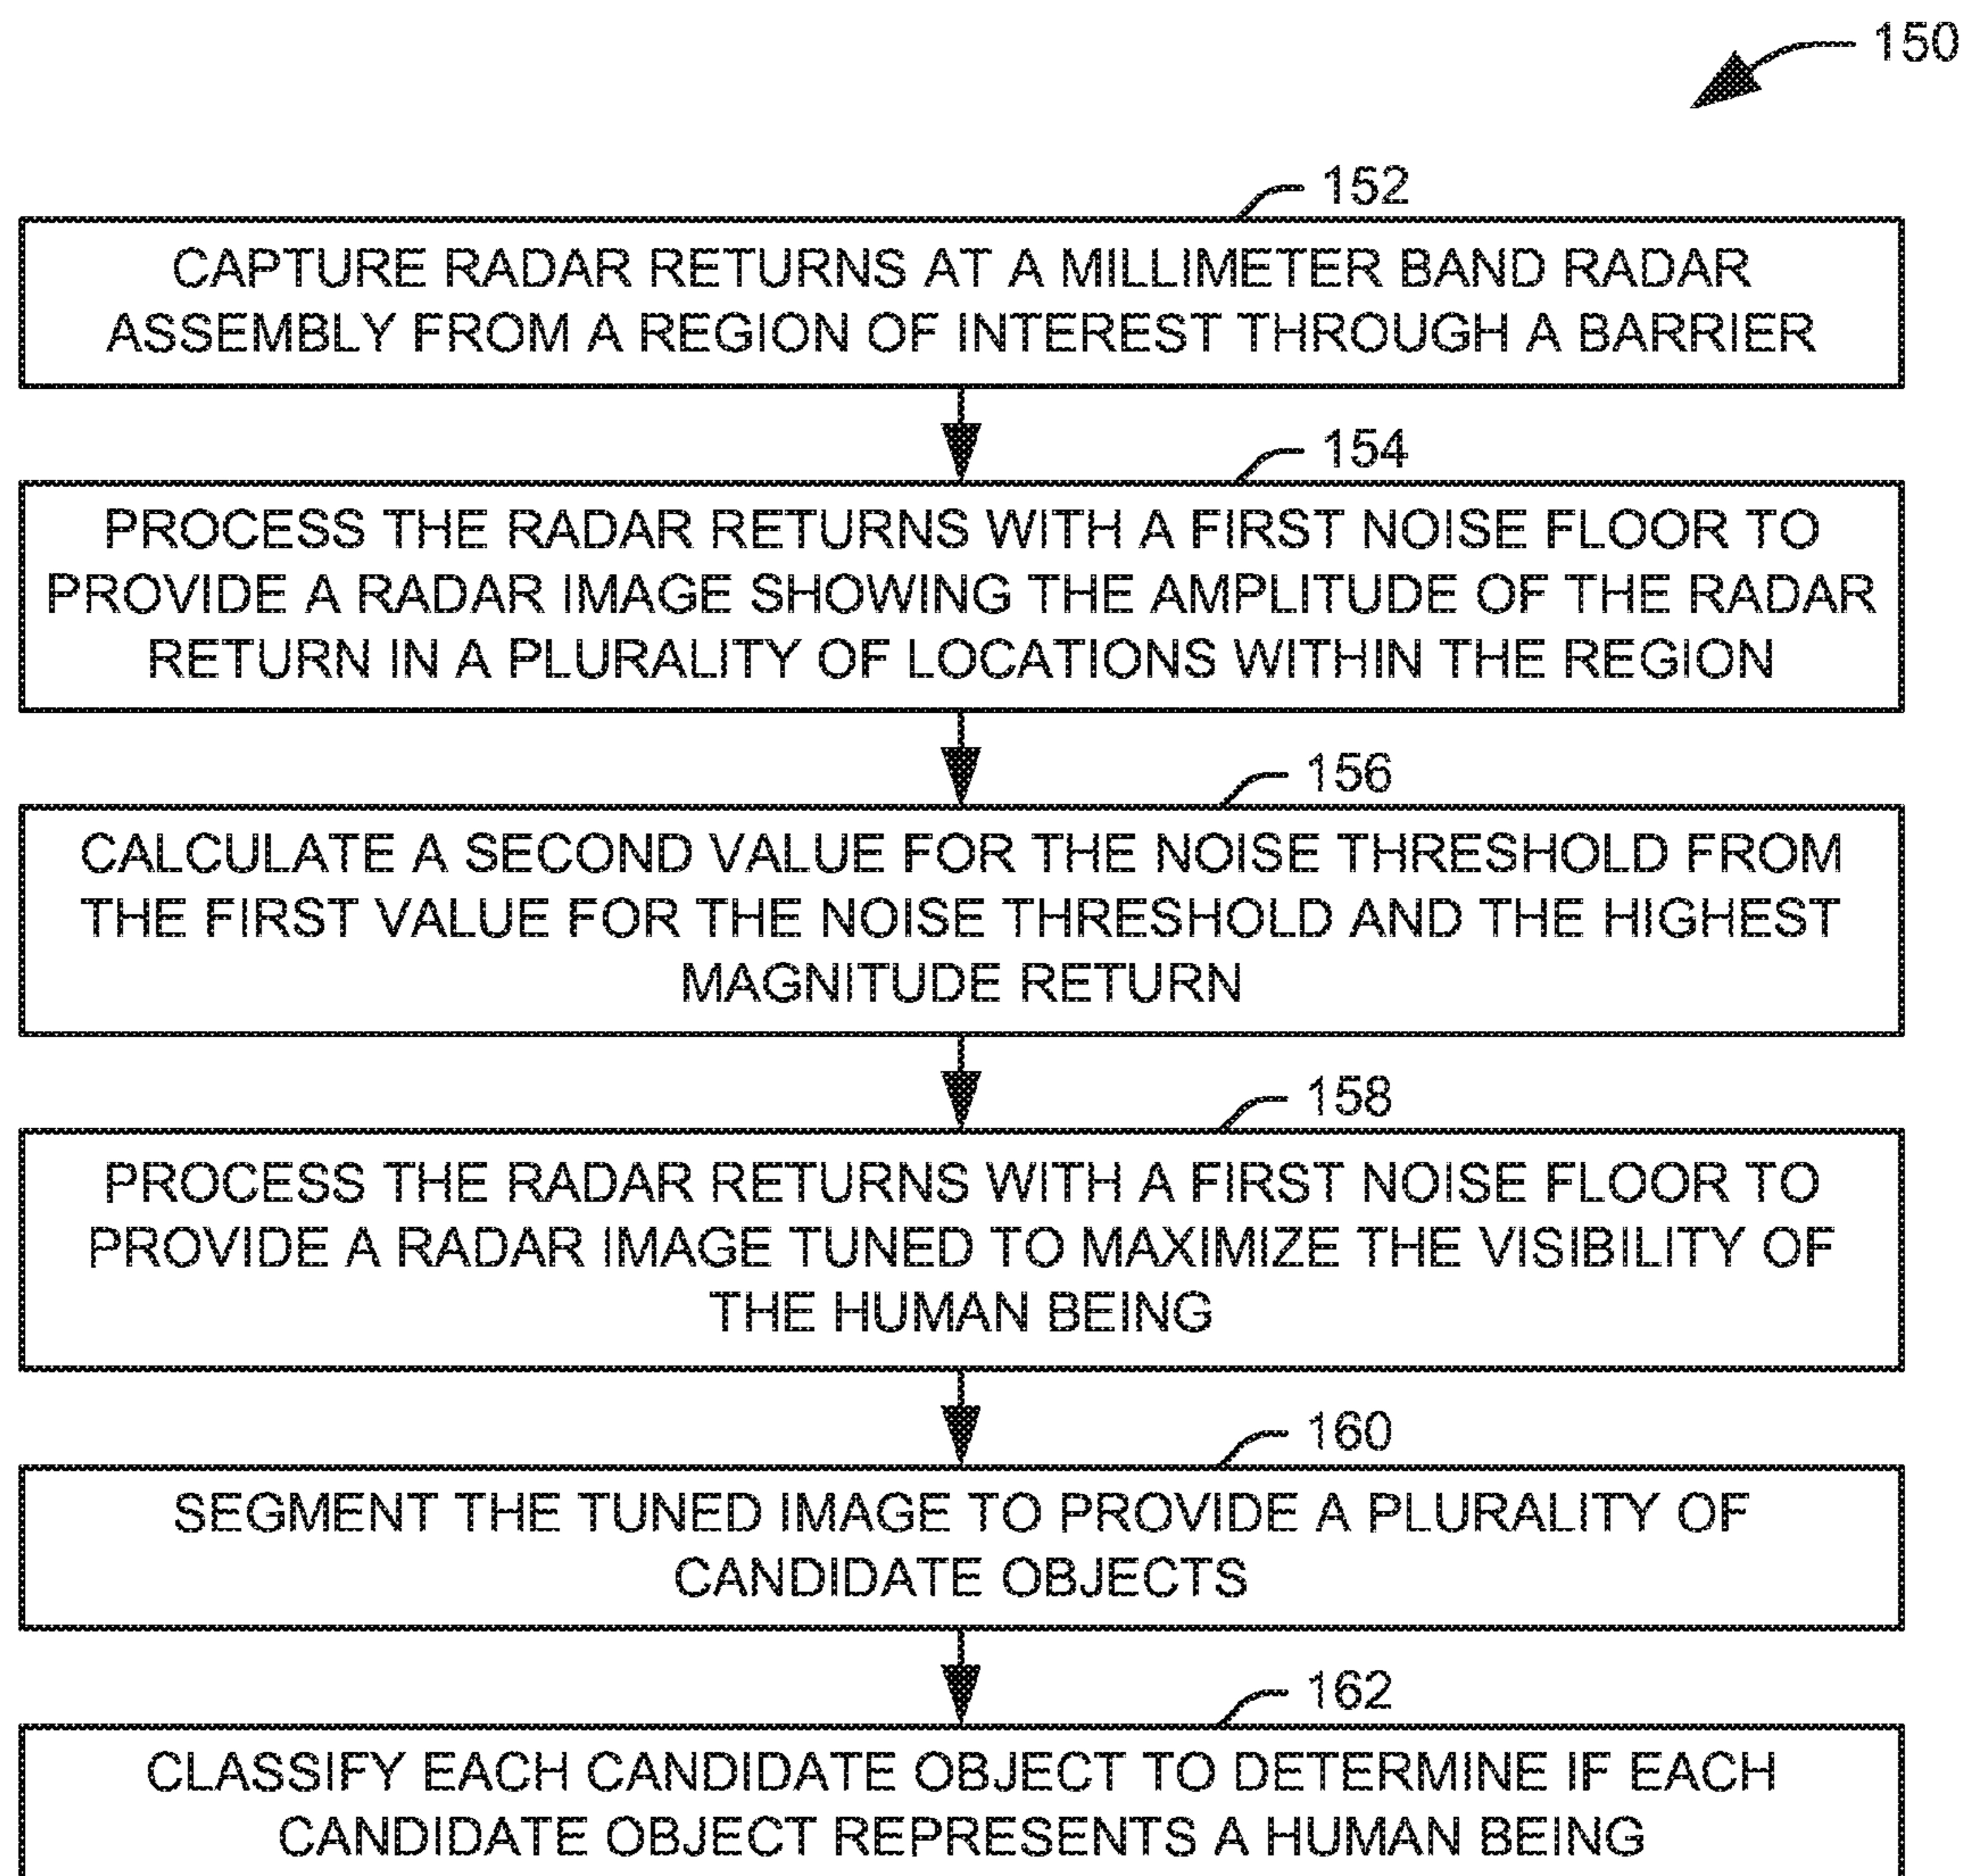 150
152
CAPTURE RADAR RETURNS AT A MILLIMETER BAND RADAR
ASSEMBLY FROM A REGION OF INTEREST THROUGH A BARRIER
154
PROCESS THE RADAR RETURNS WITH A FIRST NOISE FLOOR TO
PROVIDE A RADAR IMAGE SHOWING THE AMPLITUDE OF THE RADAR
RETURN IN A PLURALITY OF LOCATIONS WITHIN THE REGION
156
CALCULATE A SECOND VALUE FOR THE NOISE THRESHOLD FROM
THE FIRST VALUE FOR THE NOISE THRESHOLD AND THE HIGHEST
MAGNITUDE RETURN
158
PROCESS THE RADAR RETURNS WITH A FIRST NOISE FLOOR TO
PROVIDE A RADAR IMAGE TUNED TO MAXIMIZE THE VISIBILITY OF
THE HUMAN BEING
160
SEGMENT THE TUNED IMAGE TO PROVIDE A PLURALITY OF
CANDIDATE OBJECTS
162
CLASSIFY EACH CANDIDATE OBJECT TO DETERMINE IF EACH
CANDIDATE OBJECT REPRESENTS A HUMAN BEING